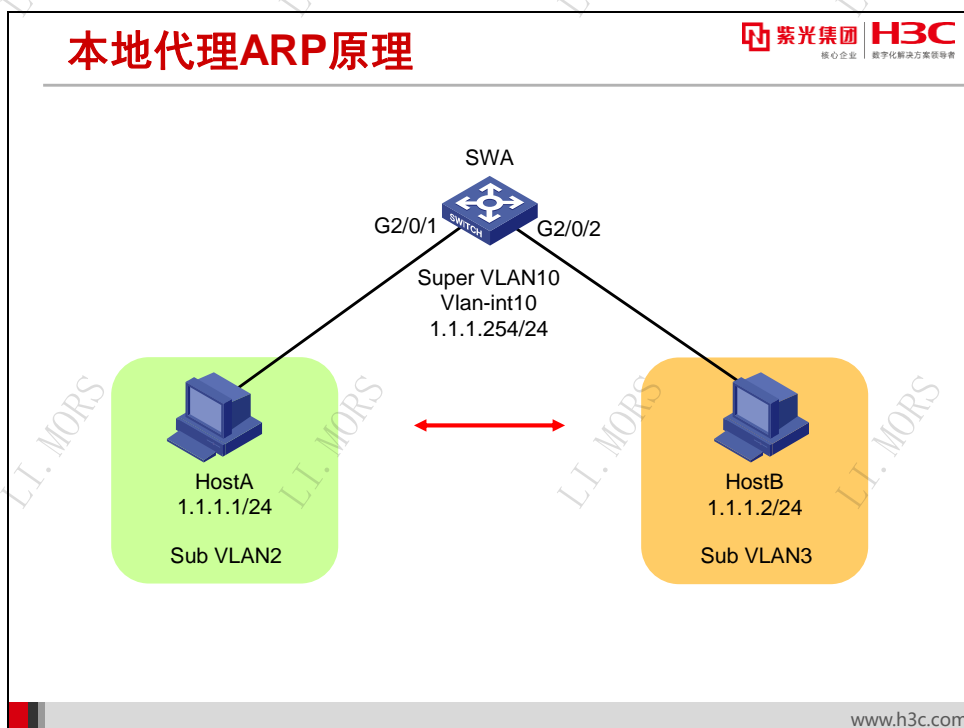 本地代理ARP原理
紫光集团 H3C
核心企业 数字化解决方案领导者
SWA
G2/0/1
SWITCH
G2/0/2
Super VLAN10
Vlan-int10
1.1.1.254/24
LI. MORS
LI. MORS
LI. MORS
LI. MORS
HostA
1.1.1.1/24
Sub VLAN2
HostB
1.1.1.2/24
Sub VLAN3
www.h3c.com